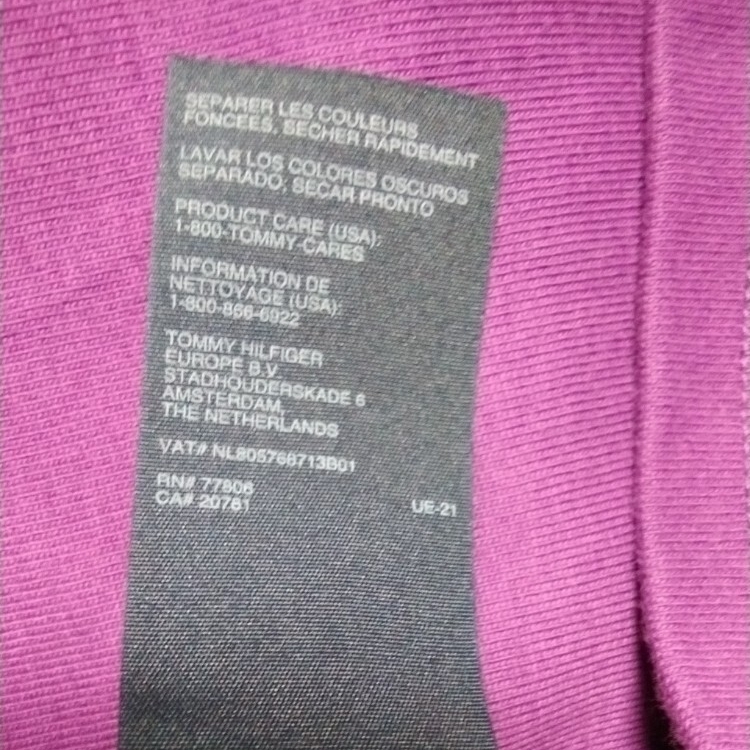 SEPARER LES COULEURS
FONCEES, SECHER RAPIDEMENT
LAVAR LOS COLORES OSCUROS
SEPARADO, SECAR PRONTO
PRODUCT CARE (USA):
1-800-TOMMY-CARES
INFORMATION DE
NETTOYAGE (USA):
1-800-866-6922
TOMMY HILFIGER
EUROPE B.V.
STADHOUDERSKADE 6
AMSTERDAM,
THE NETHERLANDS
VAT# NL805768713B01
RN# 77806
CA# 20761
UE-21